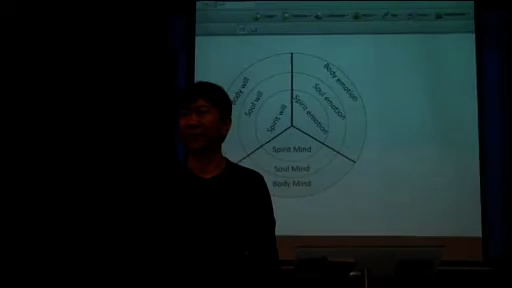 Body will
Soul will
Spirit will
Body emotion
Soul emotion
Spirit emotion
Spirit Mind
Soul Mind
Body Mind